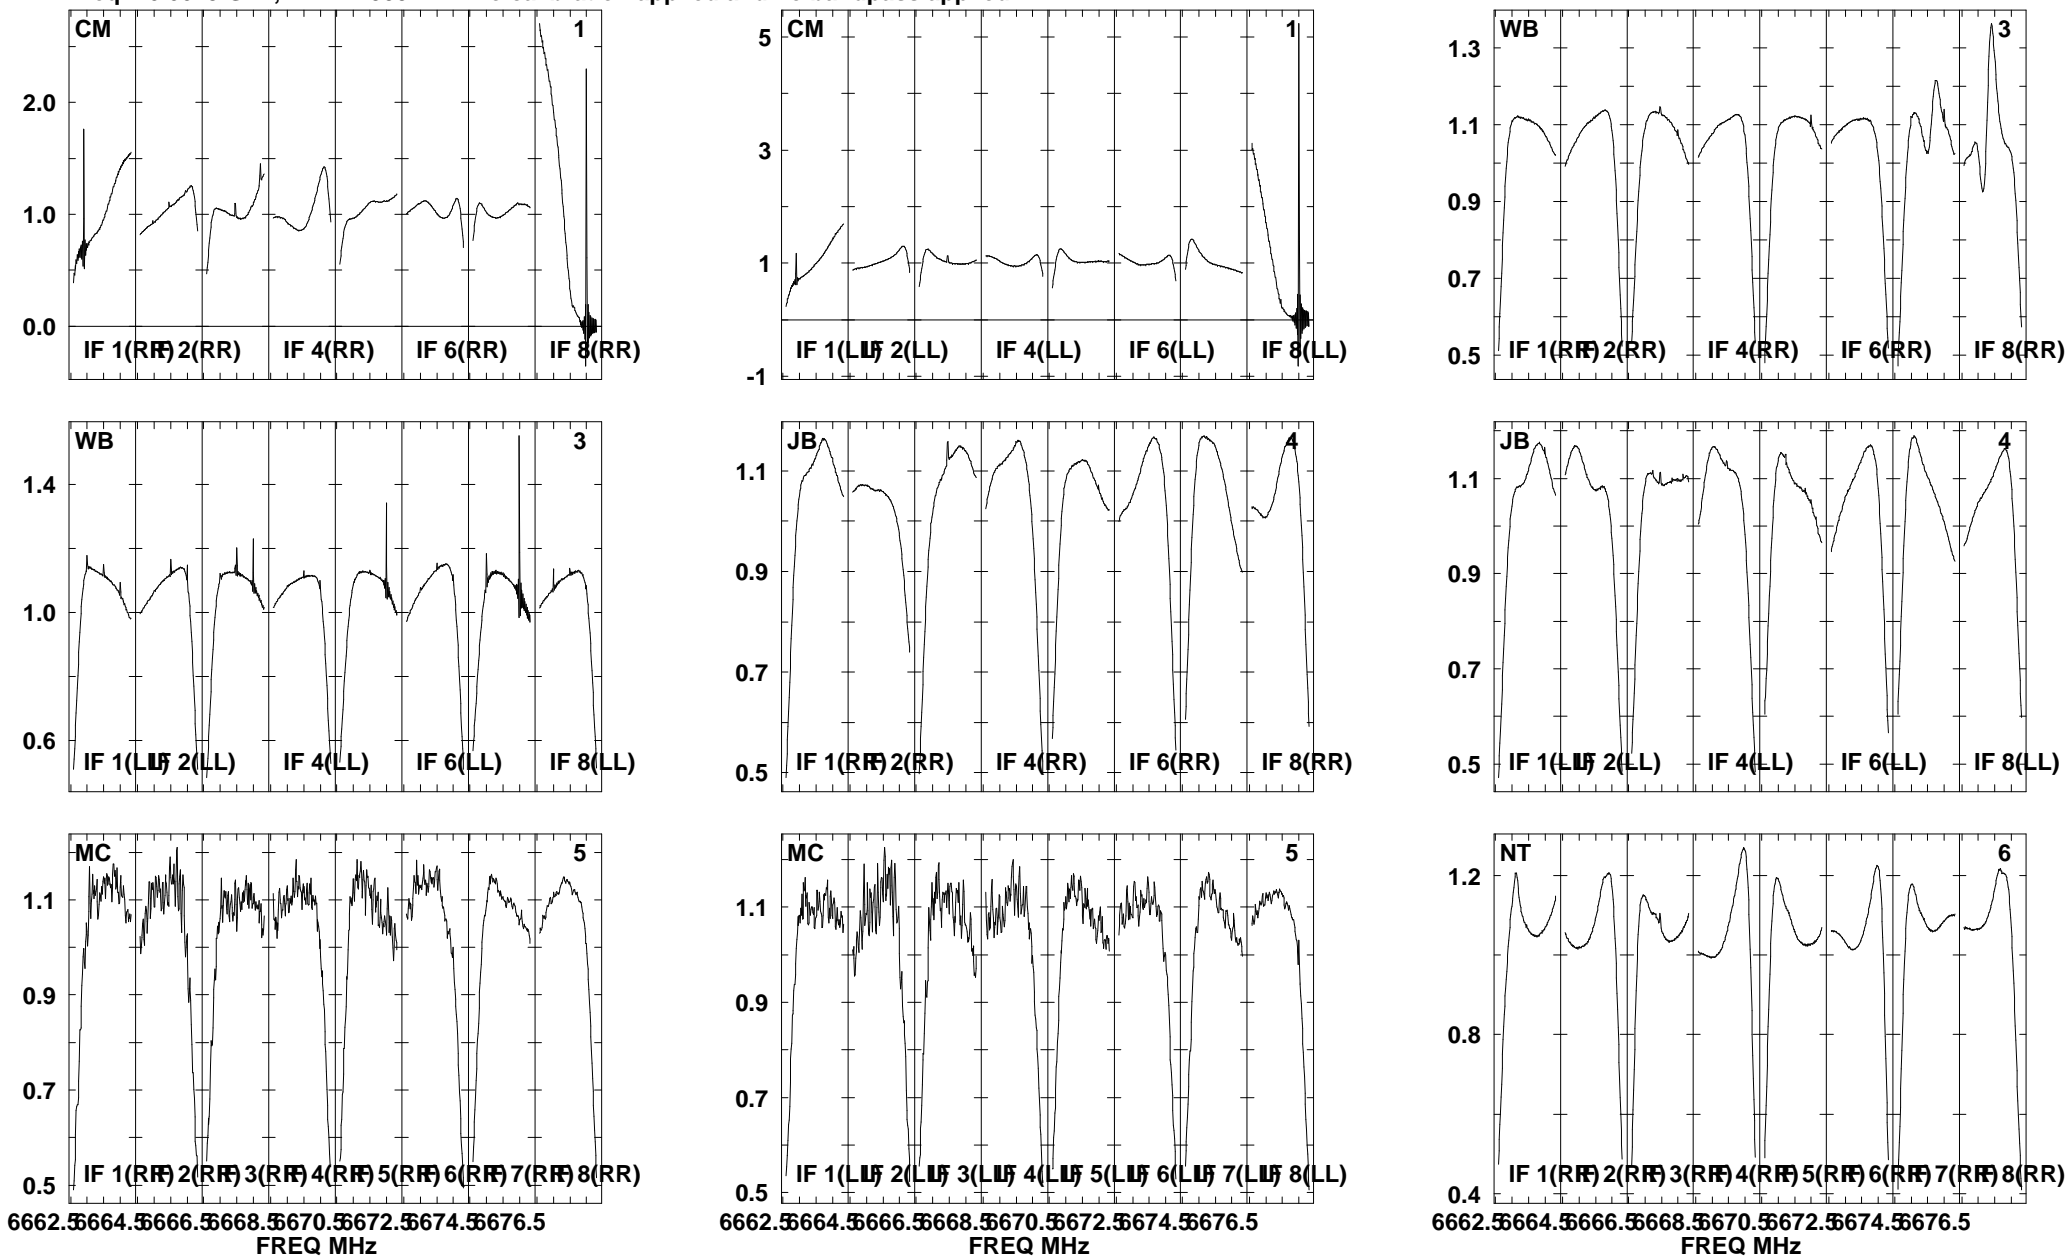 CM 1
2.0
1.0
0.0
IF 1(RR) IF 2(RR) IF 4(RR) IF 6(RR) IF 8(RR)
CM 1
5
3
1
-1
IF 1(LL) IF 2(LL) IF 4(LL) IF 6(LL) IF 8(LL)
WB 3
1.3
1.1
0.9
0.7
0.5
IF 1(RR) IF 2(RR) IF 4(RR) IF 6(RR) IF 8(RR)
WB 3
1.4
1.0
0.6
IF 1(LL) IF 2(LL) IF 4(LL) IF 6(LL) IF 8(LL)
JB 4
1.1
0.9
0.7
0.5
IF 1(RR) IF 2(RR) IF 4(RR) IF 6(RR) IF 8(RR)
JB 4
1.1
0.9
0.7
0.5
IF 1(LL) IF 2(LL) IF 4(LL) IF 6(LL) IF 8(LL)
MC 5
1.1
0.9
0.7
0.5
IF 1(RR) IF 2(RR) IF 3(RR) IF 4(RR) IF 5(RR) IF 6(RR) IF 7(RR) IF 8(RR)
6662.5 6664.5 6666.5 6668.5 6670.5 6672.5 6674.5 6676.5
FREQ MHz
MC 5
1.1
0.9
0.7
0.5
IF 1(LL) IF 2(LL) IF 3(LL) IF 4(LL) IF 5(LL) IF 6(LL) IF 7(LL) IF 8(LL)
6662.5 6664.5 6666.5 6668.5 6670.5 6672.5 6674.5 6676.5
FREQ MHz
NT 6
1.2
0.8
0.4
IF 1(RR) IF 2(RR) IF 3(RR) IF 4(RR) IF 5(RR) IF 6(RR) IF 7(RR) IF 8(RR)
6662.5 6664.5 6666.5 6668.5 6670.5 6672.5 6674.5 6676.5
FREQ MHz